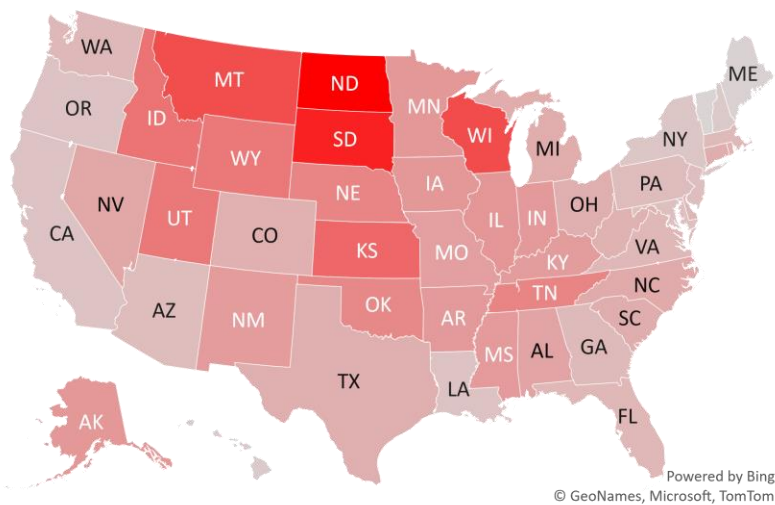 WA
ME
MT
ND
MN
OR
ID
SD
WI
MI
NY
WY
IA
PA
NE
NV
UT
IL
IN
OH
CA
CO
KS
MO
VA
KY
NC
TN
AZ
NM
OK
AR
SC
MS
AL
GA
TX
LA
FL
AK
Powered by Bing
© GeoNames, Microsoft, TomTom